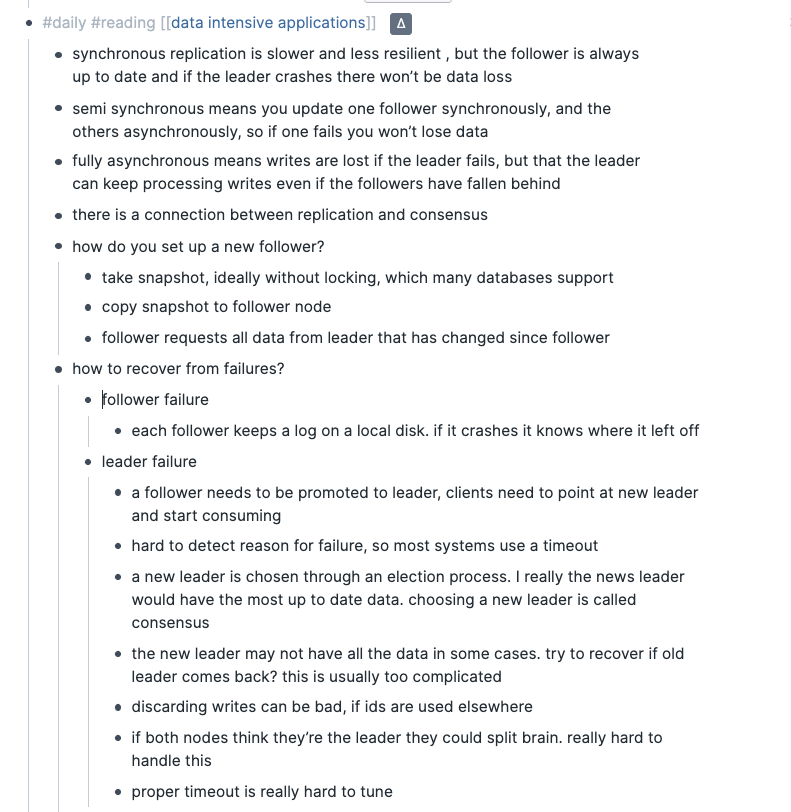 #daily #reading [[data intensive applications]] Δ
synchronous replication is slower and less resilient , but the follower is always
up to date and if the leader crashes there won’t be data loss
semi synchronous means you update one follower synchronously, and the
others asynchronously, so if one fails you won’t lose data
fully asynchronous means writes are lost if the leader fails, but that the leader
can keep processing writes even if the followers have fallen behind
there is a connection between replication and consensus
how do you set up a new follower?
take snapshot, ideally without locking, which many databases support
copy snapshot to follower node
follower requests all data from leader that has changed since follower
how to recover from failures?
follower failure
each follower keeps a log on a local disk. if it crashes it knows where it left off
leader failure
a follower needs to be promoted to leader, clients need to point at new leader
and start consuming
hard to detect reason for failure, so most systems use a timeout
a new leader is chosen through an election process. I really the news leader
would have the most up to date data. choosing a new leader is called
consensus
the new leader may not have all the data in some cases. try to recover if old
leader comes back? this is usually too complicated
discarding writes can be bad, if ids are used elsewhere
if both nodes think they’re the leader they could split brain. really hard to
handle this
proper timeout is really hard to tune